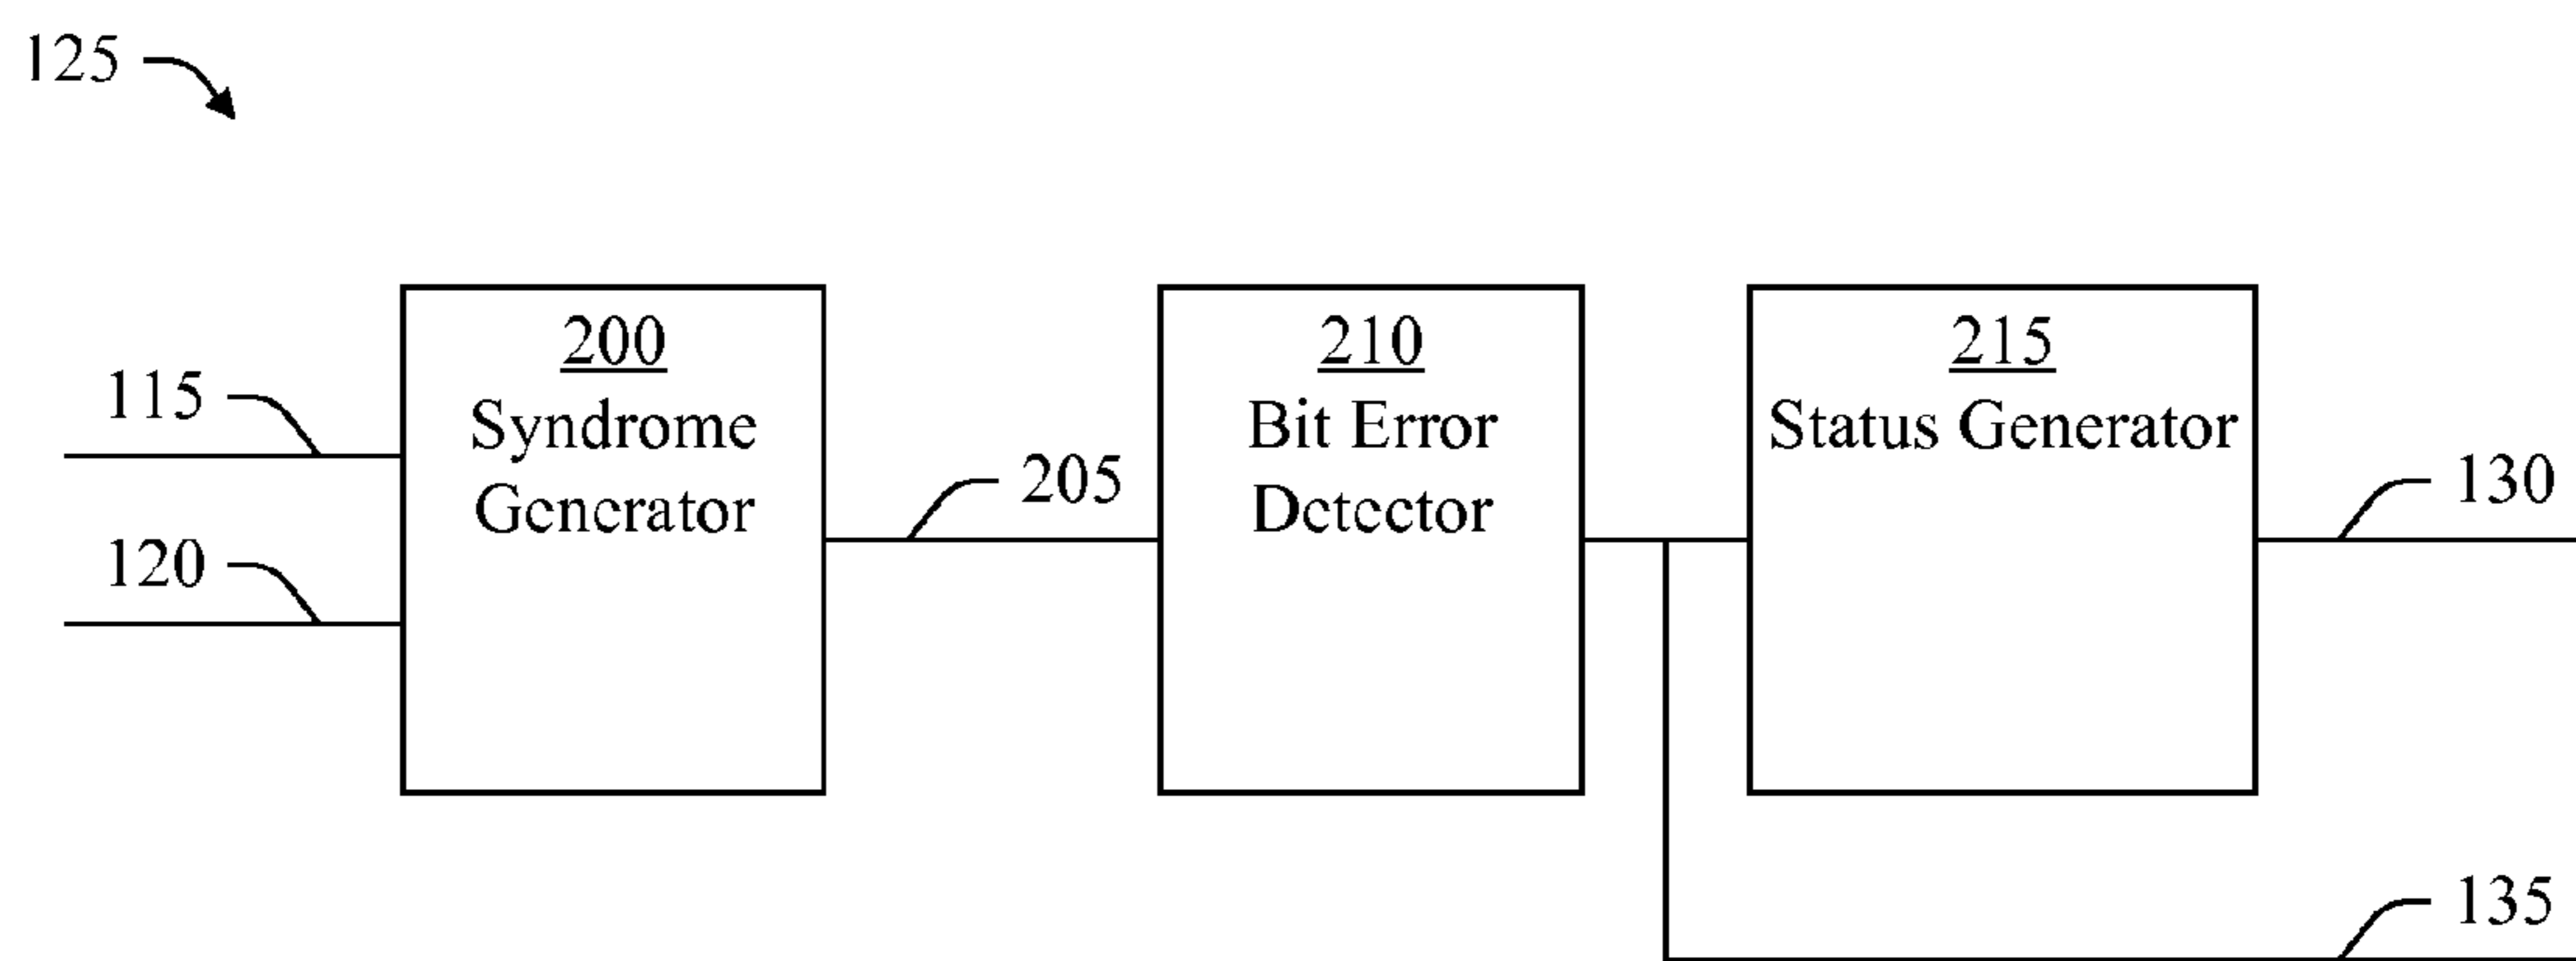 125
200
Syndrome
Generator
210
Bit Error
Detector
215
Status Generator
115
120
205
130
135